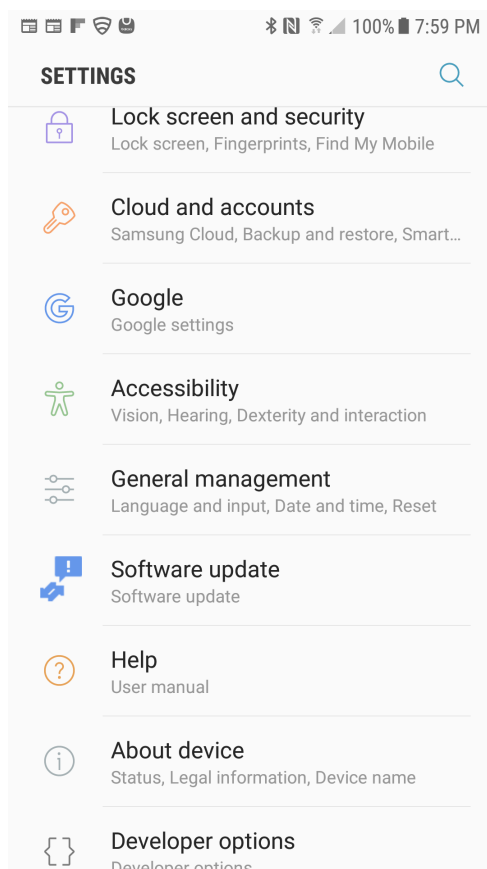 100% 7:59 PM
SETTINGS
Lock screen and security
Lock screen, Fingerprints, Find My Mobile
Cloud and accounts
Samsung Cloud, Backup and restore, Smart...
Google
Google settings
Accessibility
Vision, Hearing, Dexterity and interaction
General management
Language and input, Date and time, Reset
Software update
Software update
Help
User manual
About device
Status, Legal information, Device name
Developer options
Developer options